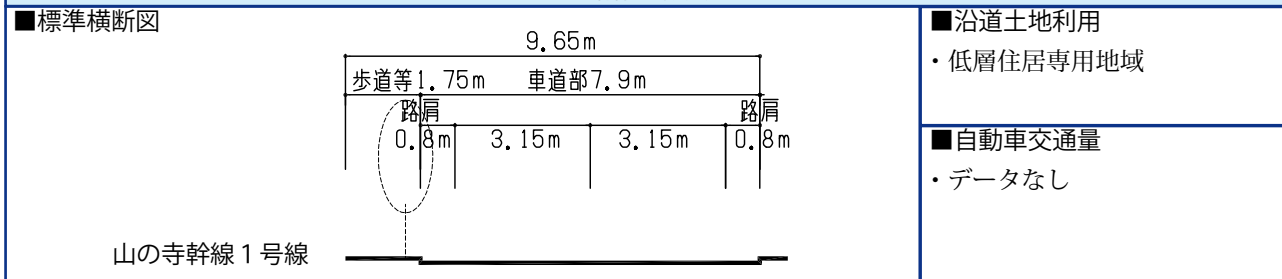 ■標準横断図
9.65m
歩道等1.75m 車道部7.9m
路肩 路肩
0.8m 3.15m 3.15m 0.8m
山の寺幹線1号線
■沿道土地利用
・低層住居専用地域
■自動車交通量
・データなし